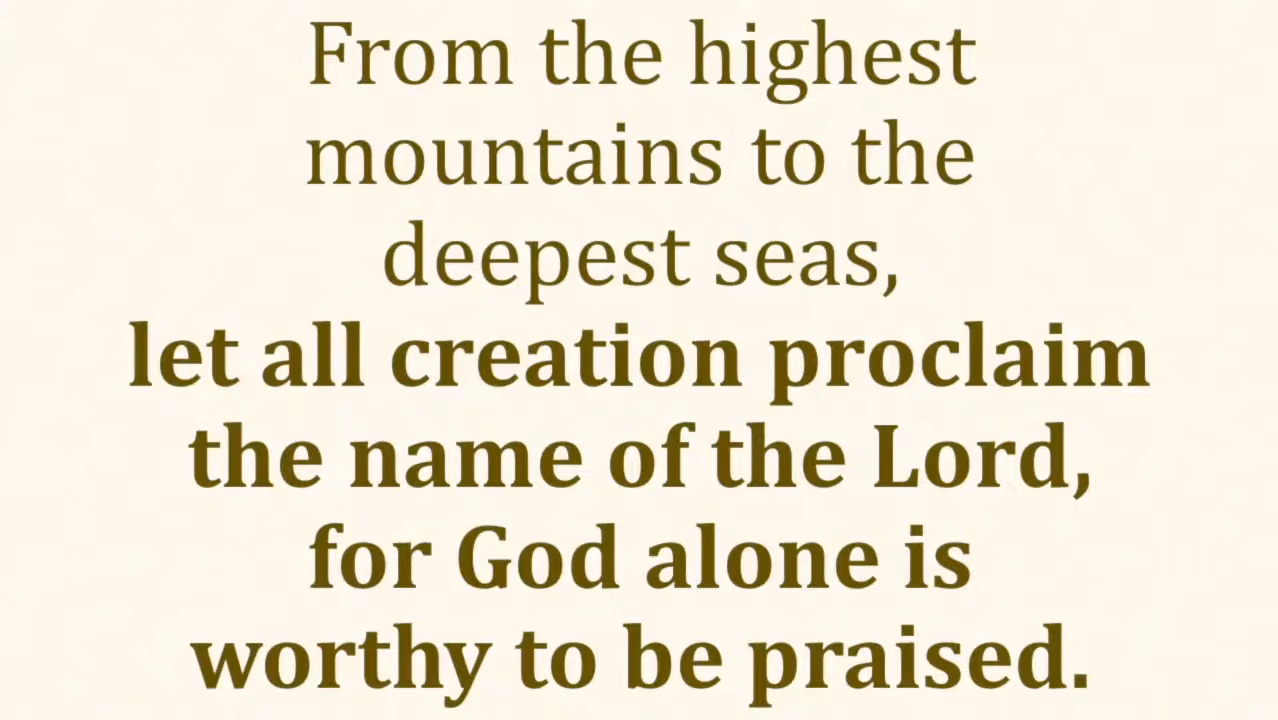 From the highest
mountains to the
deepest seas,
let all creation proclaim
the name of the Lord,
for God alone is
worthy to be praised.